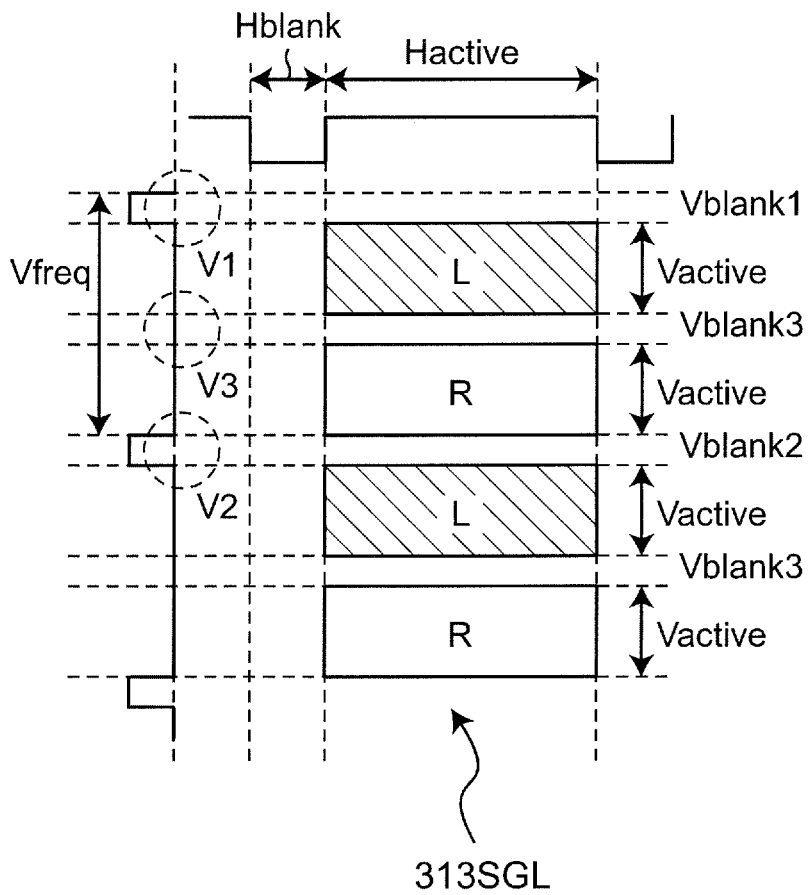 Hblank
Hactive
Vblank1
V1
L
Vactive
Vfreq
Vblank3
V3
R
Vactive
Vblank2
V2
L
Vactive
Vblank3
R
Vactive
313SGL